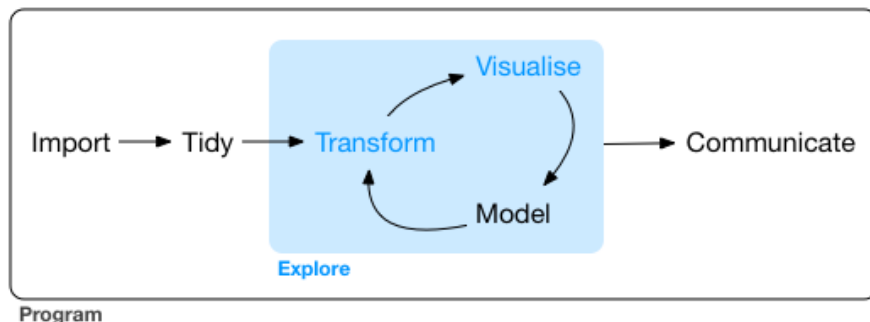 Visualise
Import Tidy Transform Communicate
Model
Explore
Program